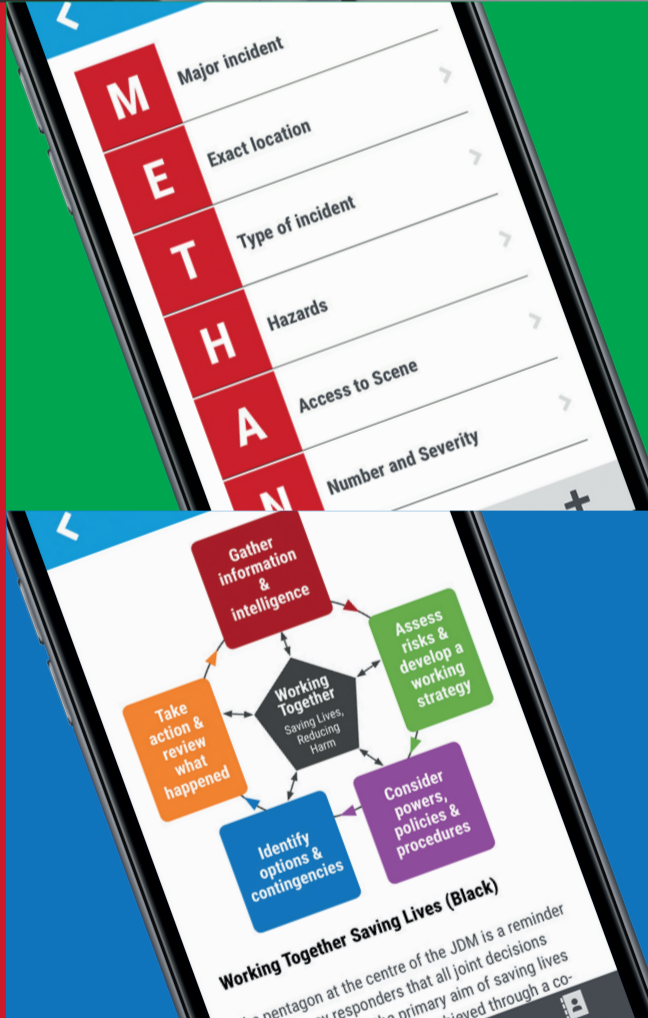 M
Major incident
E
Exact location
T
Type of incident
H
Hazards
A
Access to Scene
N
Number and Severity
Gather
information
&
intelligence
Assess
risks &
develop a
working
strategy
Consider
powers,
policies &
procedures
Identify
options &
contingencies
Take
action &
review
what
happened
Working
Together
Saving Lives,
Reducing
Harm
Working Together Saving Lives (Black)
pentagon at the centre of the JDM is a reminder
responders that all joint decisions
the primary aim of saving lives
through a co-